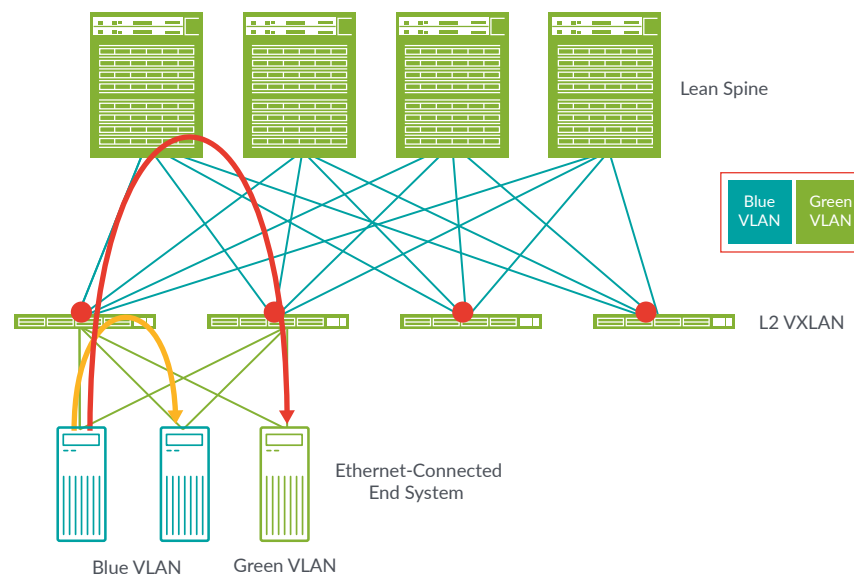 Lean Spine
Blue
VLAN
Green
VLAN
L2 VXLAN
Ethernet-Connected
End System
Blue VLAN
Green VLAN